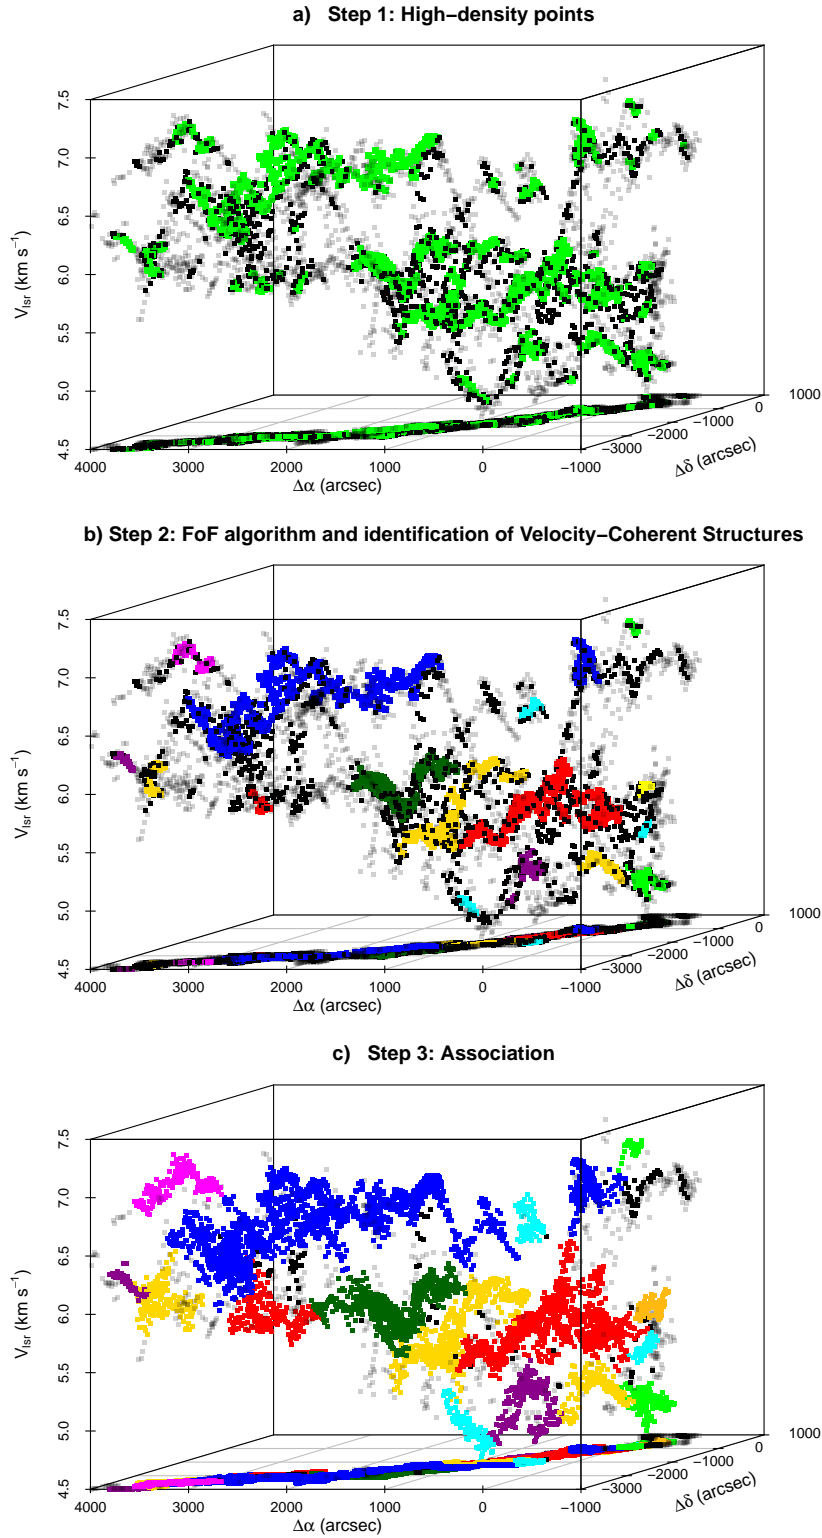 a) Step 1: High−density points
7.5
7.0
6.5
6.0
5.5
5.0
4.5
V_lsr (km s⁻¹)
4000 3000 2000 1000 0 −1000
Δα (arcsec)
−3000 −2000 −1000 0 1000
Δδ (arcsec)
b) Step 2: FoF algorithm and identification of Velocity−Coherent Structures
7.5
7.0
6.5
6.0
5.5
5.0
4.5
V_lsr (km s⁻¹)
4000 3000 2000 1000 0 −1000
Δα (arcsec)
−3000 −2000 −1000 0 1000
Δδ (arcsec)
c) Step 3: Association
7.5
7.0
6.5
6.0
5.5
5.0
4.5
V_lsr (km s⁻¹)
4000 3000 2000 1000 0 −1000
Δα (arcsec)
−3000 −2000 −1000 0 1000
Δδ (arcsec)